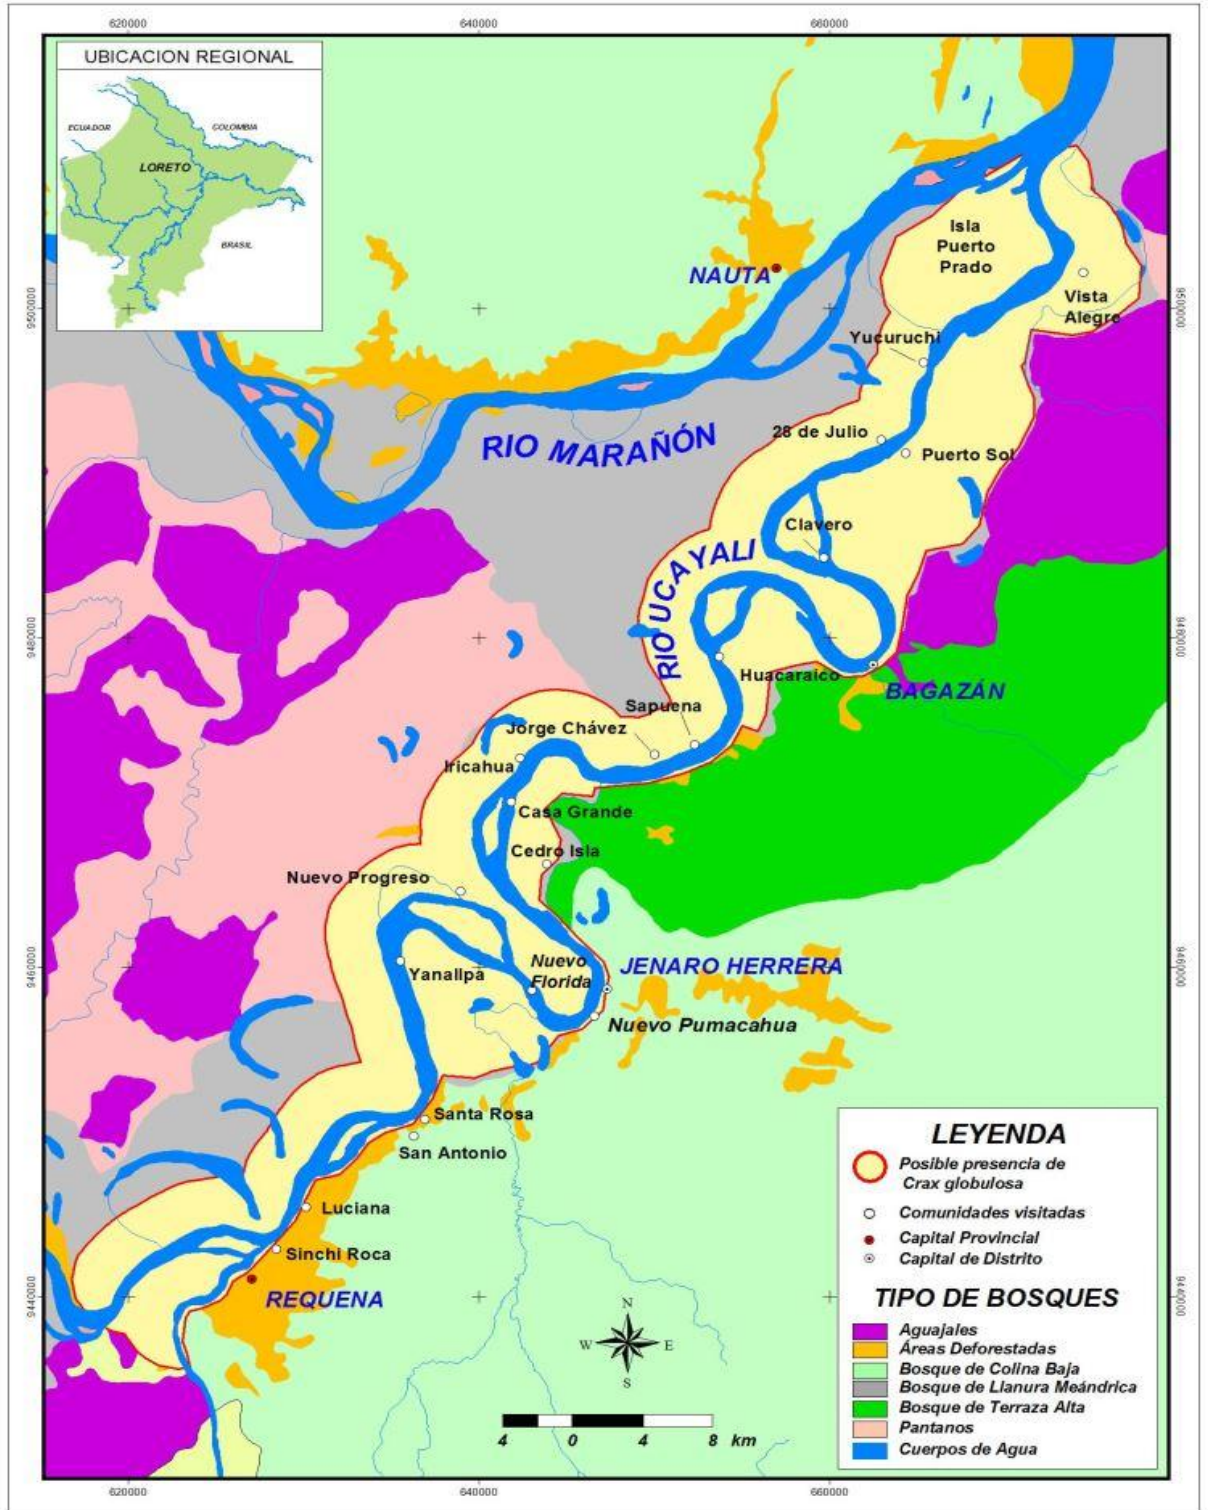 620000
640000
660000
UBICACION REGIONAL
ECUADOR
COLOMBIA
LORETO
BRASIL
Isla
Puerto
Prado
NAUTA
Vista
Alegre
9500000
9500000
Yucuruchi
RIO MARAÑÓN
28 de Julio
Puerto Sol
Clavero
RIO UCAYALI
9480000
9480000
Huacaraico
BAGAZÁN
Sapuena
Jorge Chávez
Iricahua
Casa Grande
Cedro Isla
Nuevo Progreso
9460000
9460000
Yanallpa
Nuevo
Florida
JENARO HERRERA
Nuevo Pumacahua
Santa Rosa
San Antonio
Luciana
Sinchi Roca
REQUENA
9440000
9440000
N
W
E
S
4 0 4 8 km
LEYENDA
Posible presencia de
Crax globulosa
Comunidades visitadas
Capital Provincial
Capital de Distrito
TIPO DE BOSQUES
Aguajales
Áreas Deforestadas
Bosque de Colina Baja
Bosque de Llanura Meándrica
Bosque de Terraza Alta
Pantanos
Cuerpos de Agua
620000
640000
660000